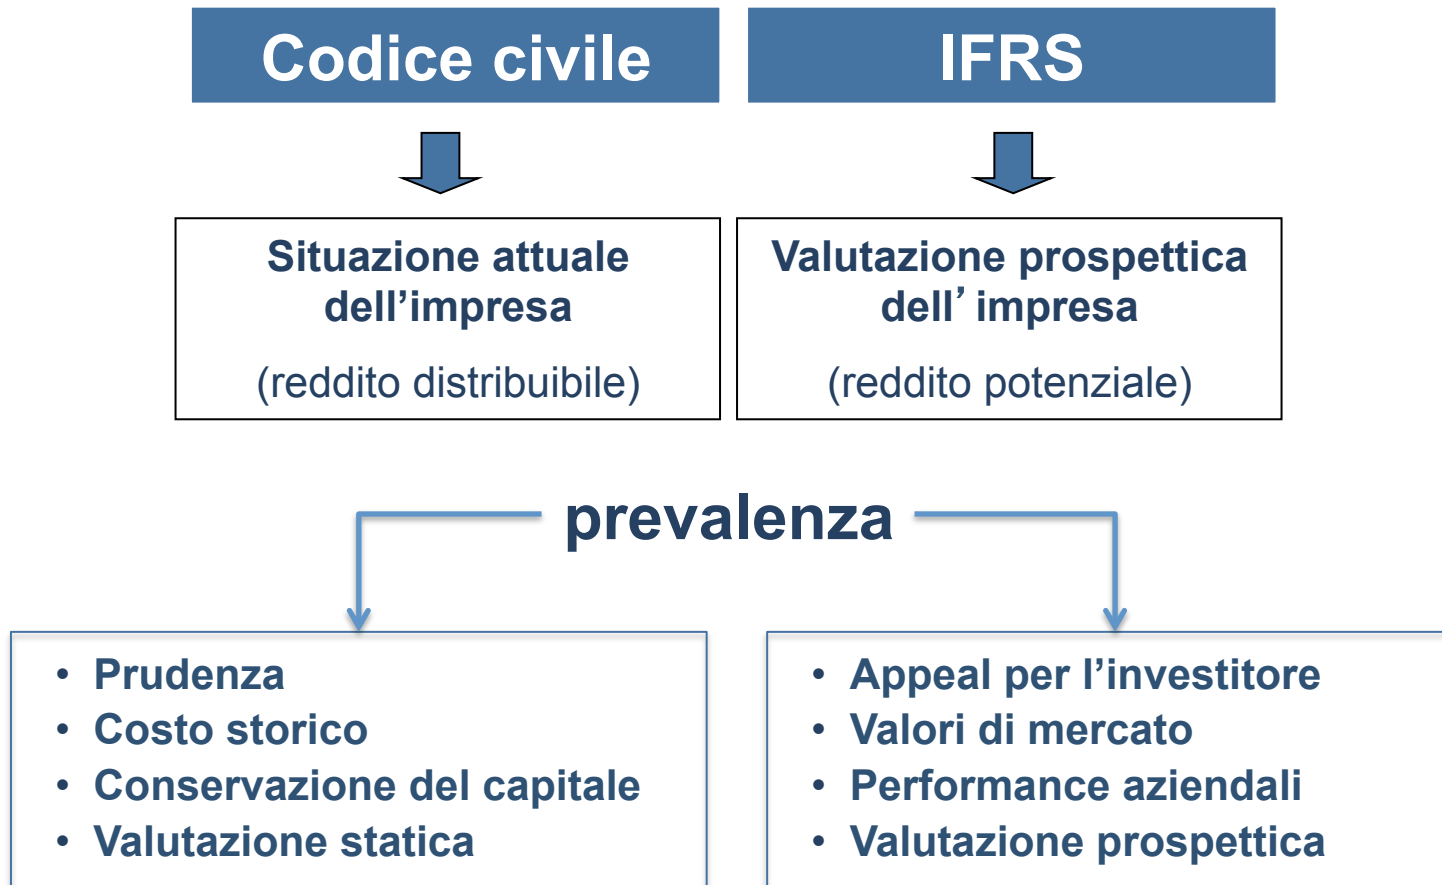 Codice civile
IFRS
Situazione attuale
dell’impresa
(reddito distribuibile)
Valutazione prospettica
dell’ impresa
(reddito potenziale)
prevalenza
• Prudenza
• Costo storico
• Conservazione del capitale
• Valutazione statica
• Appeal per l’investitore
• Valori di mercato
• Performance aziendali
• Valutazione prospettica